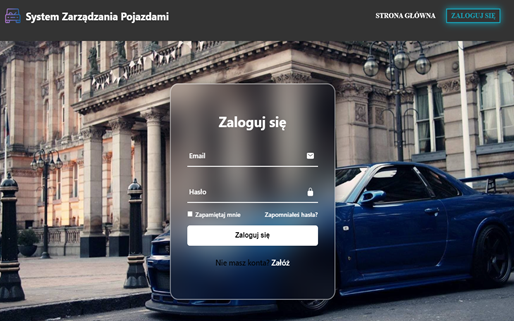 System Zarządzania Pojazdami
STRONA GŁÓWNA
ZALOGUJ SIĘ
Zaloguj się
Email
Hasło
Zapamiętaj mnie
Zapomniałeś hasła?
Zaloguj się
Nie masz konta? Załóż